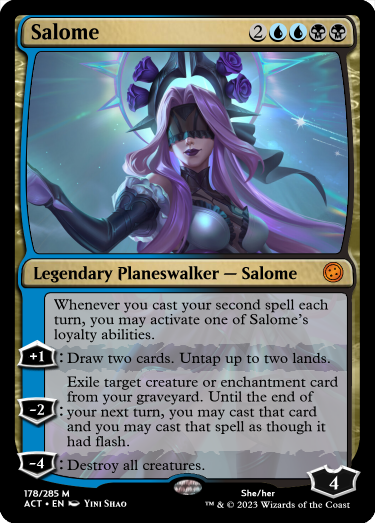 Salome 2
Legendary Planeswalker — Salome
Whenever you cast your second spell each
turn, you may activate one of Salome's
loyalty abilities.
+1: Draw two cards. Untap up to two lands.
Exile target creature or enchantment card
from your graveyard. Until the end of
-2: your next turn, you may cast that card
and you may cast that spell as though it
had flash.
-4: Destroy all creatures.
4
178/285 M She/her
ACT • EN Yini Shao ™ & © 2023 Wizards of the Coast